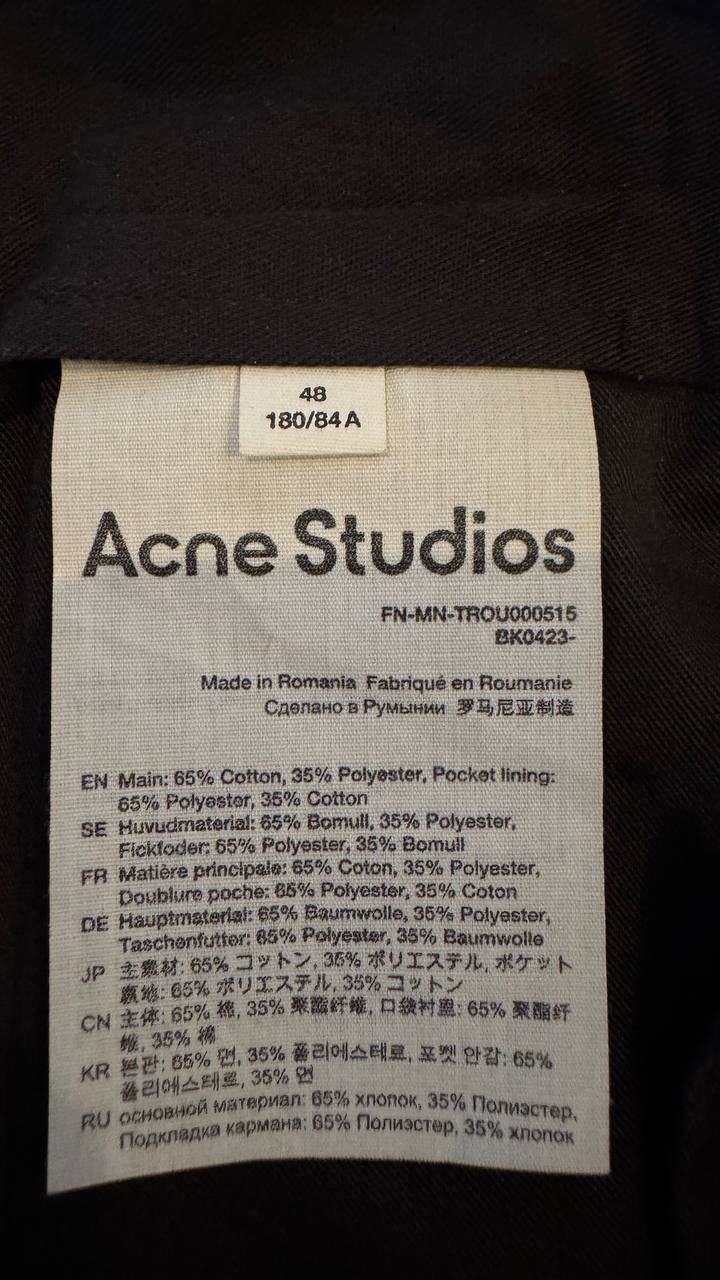 48
180/84A
Acne Studios
FN-MN-TROU000515
BK0423-
Made in Romania Fabriqué en Roumanie
Сделано в Румынии 罗马尼亚制造
EN Main: 65% Cotton, 35% Polyester, Pocket lining:
65% Polyester, 35% Cotton
SE Huvudmaterial: 65% Bomull, 35% Polyester,
Fickfoder: 65% Polyester, 35% Bomull
FR Matière principale: 65% Coton, 35% Polyester,
Doublure poche: 65% Polyester, 35% Coton
DE Hauptmaterial: 65% Baumwolle, 35% Polyester,
Taschenfutter: 65% Polyester, 35% Baumwolle
JP 主素材: 65% コットン, 35% ポリエステル, ポケット
裏地: 65% ポリエステル, 35% コットン
CN 主体: 65% 棉, 35% 聚酯纤维, 口袋衬里: 65% 聚酯纤
维, 35% 棉
KR 본판: 65% 면, 35% 폴리에스테르, 포켓 안감: 65%
폴리에스테르, 35% 면
RU основной материал: 65% хлопок, 35% Полиэстер,
Подкладка кармана: 65% Полиэстер, 35% хлопок